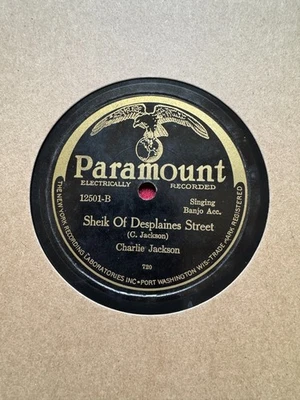 Paramount
ELECTRICALLY RECORDED
12501-B
Singing
Banjo Acc.
Sheik Of Desplaines Street
(C. Jackson)
Charlie Jackson
720
THE NEW YORK RECORDING LABORATORIES INC • PORT WASHINGTON WIS • TRADE MARK REGISTERED